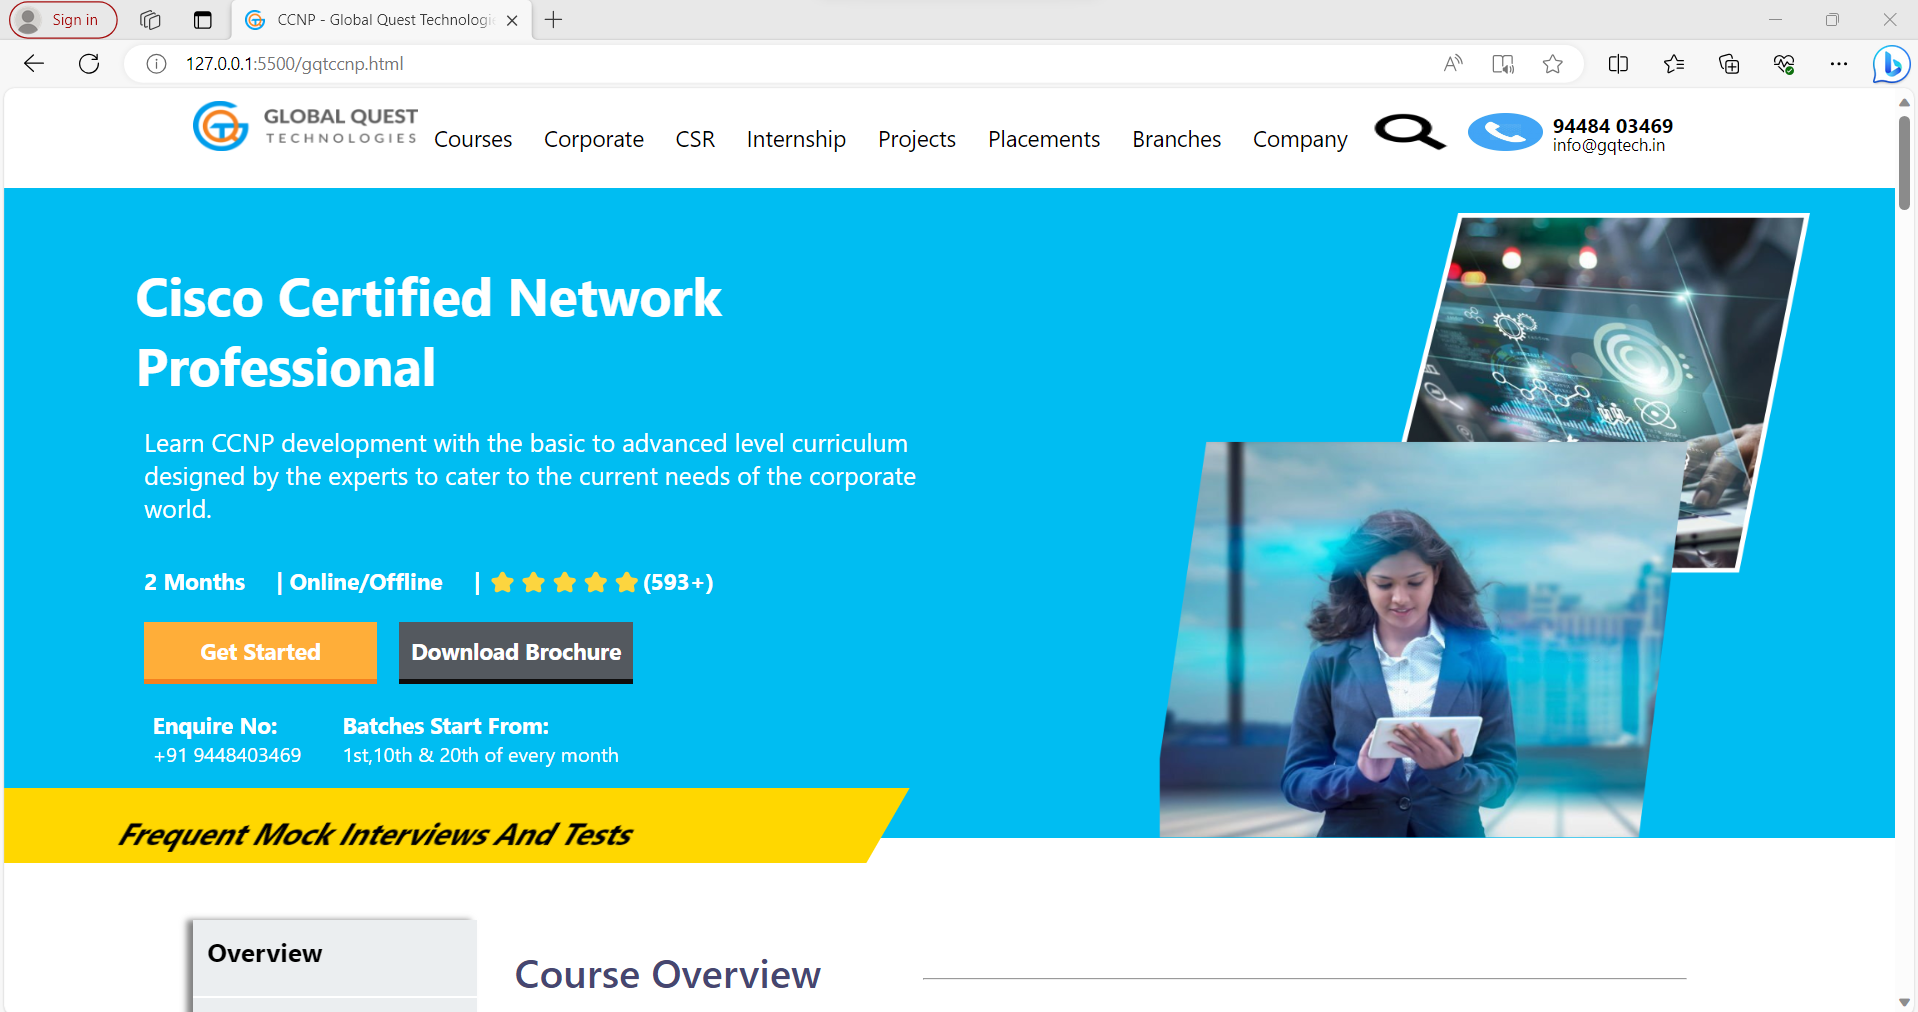 Sign in
CCNP - Global Quest Technologie
127.0.0.1:5500/gqtccnp.html
GLOBAL QUEST
TECHNOLOGIES
Courses Corporate CSR Internship Projects Placements Branches Company
94484 03469
info@gqtech.in
Cisco Certified Network
Professional
Learn CCNP development with the basic to advanced level curriculum
designed by the experts to cater to the current needs of the corporate
world.
2 Months | Online/Offline | (593+)
Get Started Download Brochure
Enquire No: Batches Start From:
+91 9448403469 1st,10th & 20th of every month
Frequent Mock Interviews And Tests
Overview
Course Overview